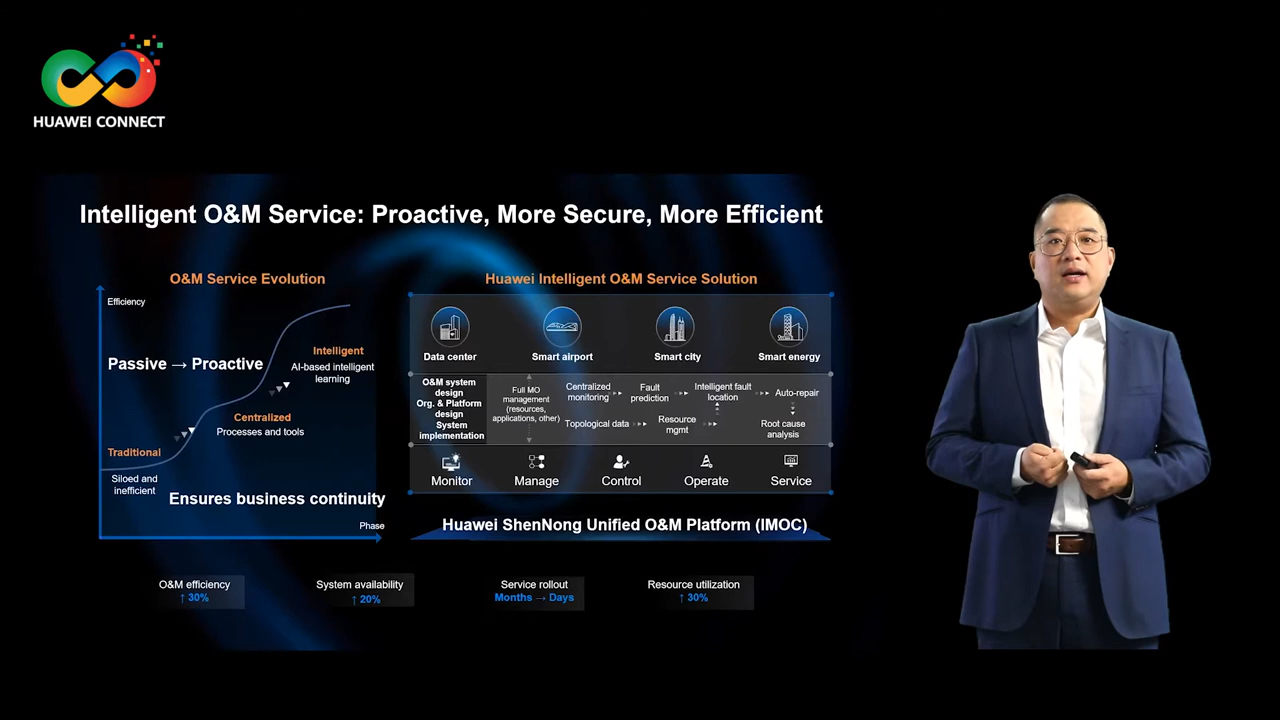 HUAWEI CONNECT
Intelligent O&M Service: Proactive, More Secure, More Efficient
O&M Service Evolution
Efficiency
Passive → Proactive
Intelligent
AI-based intelligent
learning
Centralized
Processes and tools
Traditional
Siloed and
inefficient
Ensures business continuity
Phase
Huawei Intelligent O&M Service Solution
Data center
Smart airport
Smart city
Smart energy
O&M system
design
Org. & Platform
design
System
implementation
Full MO
management
(resources,
applications, other)
Centralized
monitoring
Fault
prediction
Intelligent fault
location
Auto-repair
Topological data
Resource
mgmt
Root cause
analysis
Monitor
Manage
Control
Operate
Service
Huawei ShenNong Unified O&M Platform (IMOC)
O&M efficiency
↑ 30%
System availability
↑ 20%
Service rollout
Months → Days
Resource utilization
↑ 30%